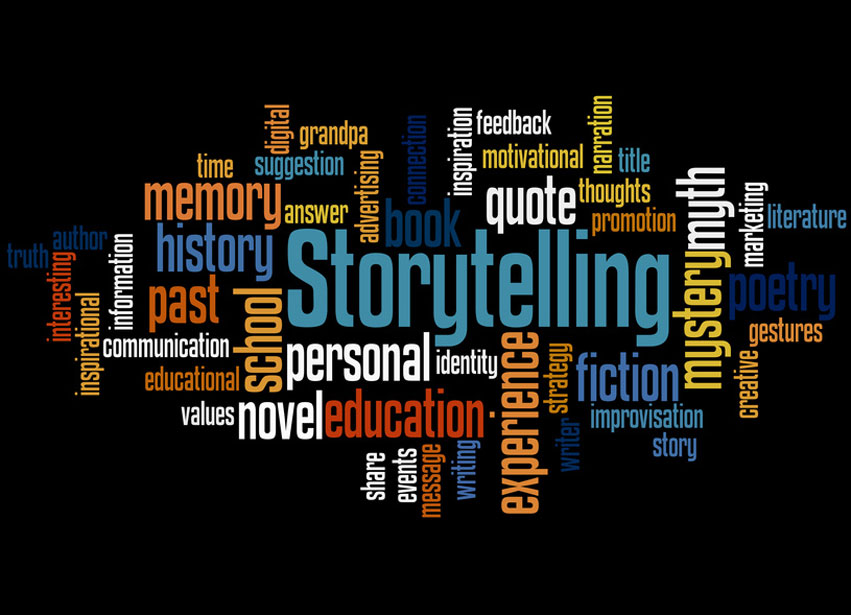 digital
grandpa
connection
inspiration
feedback
narration
time
suggestion
advertising
motivational
title
memory
answer
book
quote
thoughts
promotion
myth
marketing
literature
truth
author
interesting
information
history
Storytelling
mystery
poetry
inspirational
past
school
gestures
communication
personal
identity
experience
strategy
fiction
creative
educational
values
novel
education
improvisation
writer
story
share
events
message
writing